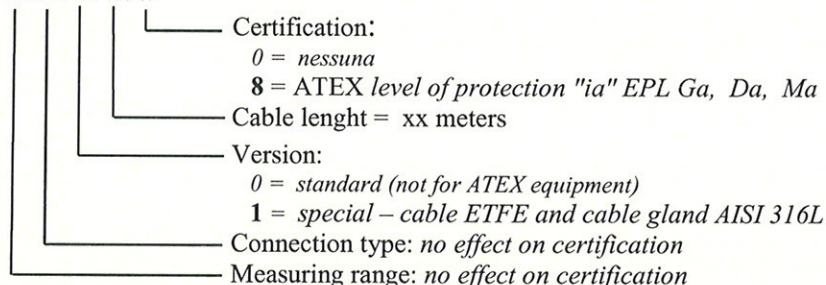 Certification:
0 = nessuna
8 = ATEX level of protection "ia" EPL Ga, Da, Ma
Cable lenght = xx meters
Version:
0 = standard (not for ATEX equipment)
1 = special – cable ETFE and cable gland AISI 316L
Connection type: no effect on certification
Measuring range: no effect on certification